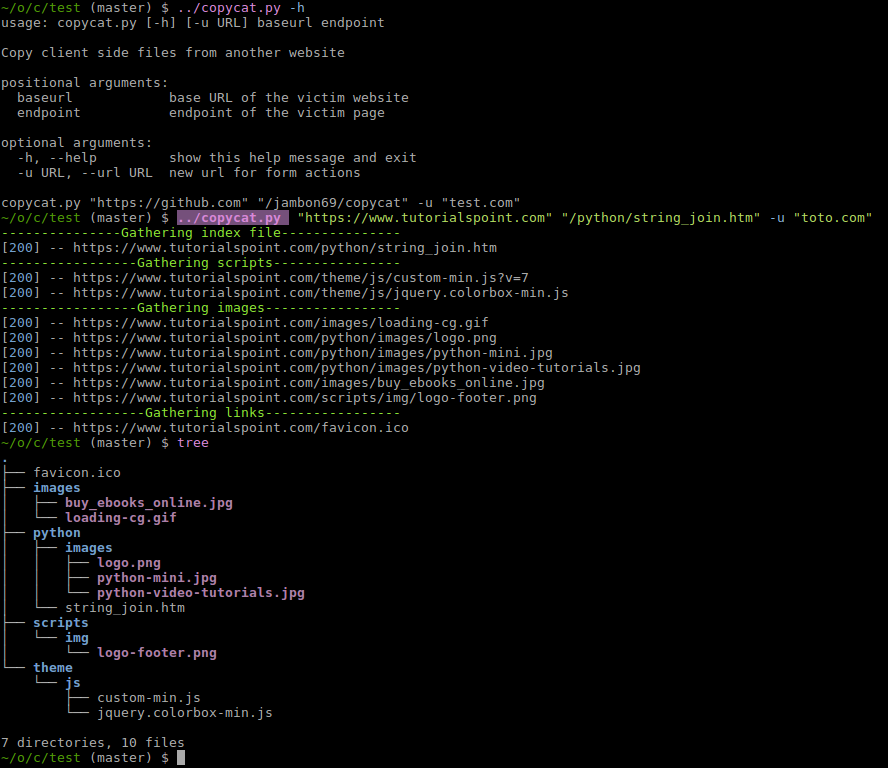 ~/o/c/test (master) $ ../copycat.py -h
usage: copycat.py [-h] [-u URL] baseurl endpoint

Copy client side files from another website

positional arguments:
  baseurl            base URL of the victim website
  endpoint           endpoint of the victim page

optional arguments:
  -h, --help         show this help message and exit
  -u URL, --url URL  new url for form actions

copycat.py "https://github.com" "/jambon69/copycat" -u "test.com"
~/o/c/test (master) $ ../copycat.py  "https://www.tutorialspoint.com" "/python/string_join.htm" -u "toto.com"
---------------Gathering index file---------------
[200] -- https://www.tutorialspoint.com/python/string_join.htm
-----------------Gathering scripts----------------
[200] -- https://www.tutorialspoint.com/theme/js/custom-min.js?v=7
[200] -- https://www.tutorialspoint.com/theme/js/jquery.colorbox-min.js
-----------------Gathering images-----------------
[200] -- https://www.tutorialspoint.com/images/loading-cg.gif
[200] -- https://www.tutorialspoint.com/python/images/logo.png
[200] -- https://www.tutorialspoint.com/python/images/python-mini.jpg
[200] -- https://www.tutorialspoint.com/python/images/python-video-tutorials.jpg
[200] -- https://www.tutorialspoint.com/images/buy_ebooks_online.jpg
[200] -- https://www.tutorialspoint.com/scripts/img/logo-footer.png
------------------Gathering links-----------------
[200] -- https://www.tutorialspoint.com/favicon.ico
~/o/c/test (master) $ tree
.
├── favicon.ico
├── images
│   ├── buy_ebooks_online.jpg
│   └── loading-cg.gif
├── python
│   ├── images
│   │   ├── logo.png
│   │   ├── python-mini.jpg
│   │   └── python-video-tutorials.jpg
│   └── string_join.htm
├── scripts
│   └── img
│       └── logo-footer.png
└── theme
    └── js
        ├── custom-min.js
        └── jquery.colorbox-min.js

7 directories, 10 files
~/o/c/test (master) $